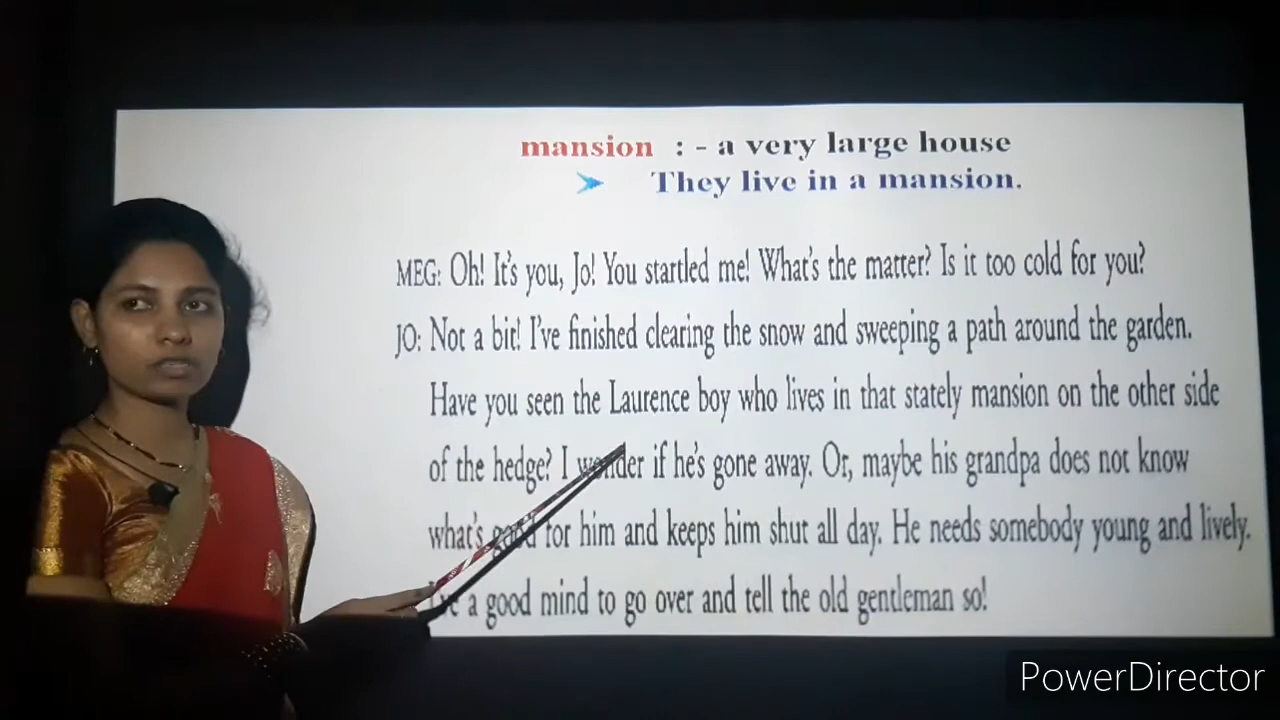 mansion : - a very large house
➤ They live in a mansion.
MEG: Oh! It's you, Jo! You startled me! What's the matter? Is it too cold for you?
JO: Not a bit! I've finished clearing the snow and sweeping a path around the garden.
Have you seen the Laurence boy who lives in that stately mansion on the other side
of the hedge? I wonder if he's gone away. Or, maybe his grandpa does not know
what's good for him and keeps him shut all day. He needs somebody young and lively.
I've a good mind to go over and tell the old gentleman so!
PowerDirector